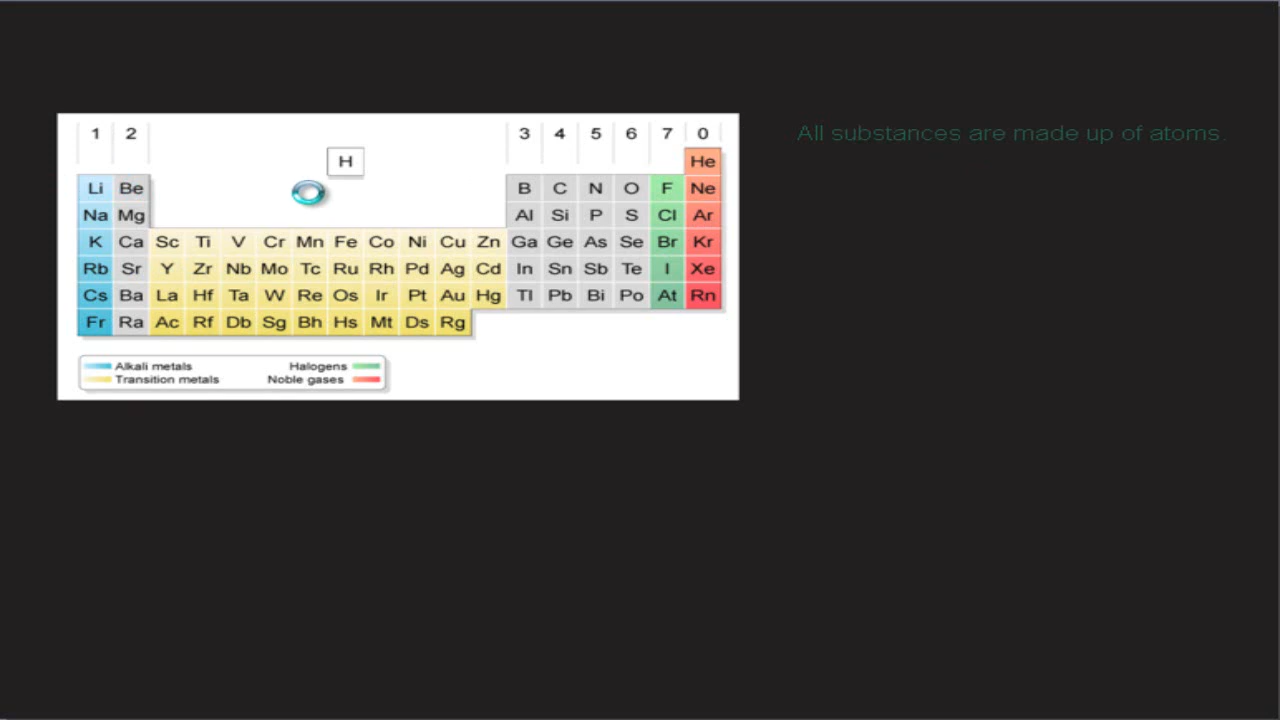 1 2 3 4 5 6 7 0
H He
Li Be B C N O F Ne
Na Mg Al Si P S Cl Ar
K Ca Sc Ti V Cr Mn Fe Co Ni Cu Zn Ga Ge As Se Br Kr
Rb Sr Y Zr Nb Mo Tc Ru Rh Pd Ag Cd In Sn Sb Te I Xe
Cs Ba La Hf Ta W Re Os Ir Pt Au Hg Tl Pb Bi Po At Rn
Fr Ra Ac Rf Db Sg Bh Hs Mt Ds Rg
Alkali metals Halogens
Transition metals Noble gases
All substances are made up of atoms.